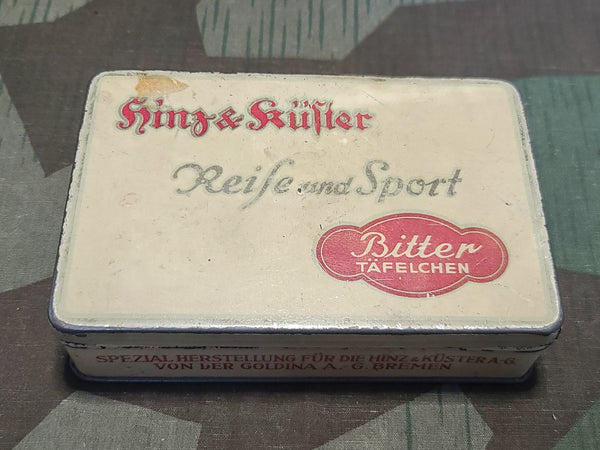 Hinz & Küster
Reise und Sport
Bitter
TÄFELCHEN
SPEZIAL HERSTELLUNG FÜR DIE HINZ & KÜSTER A-G.
VON DER GOLDINA A.-G. BREMEN